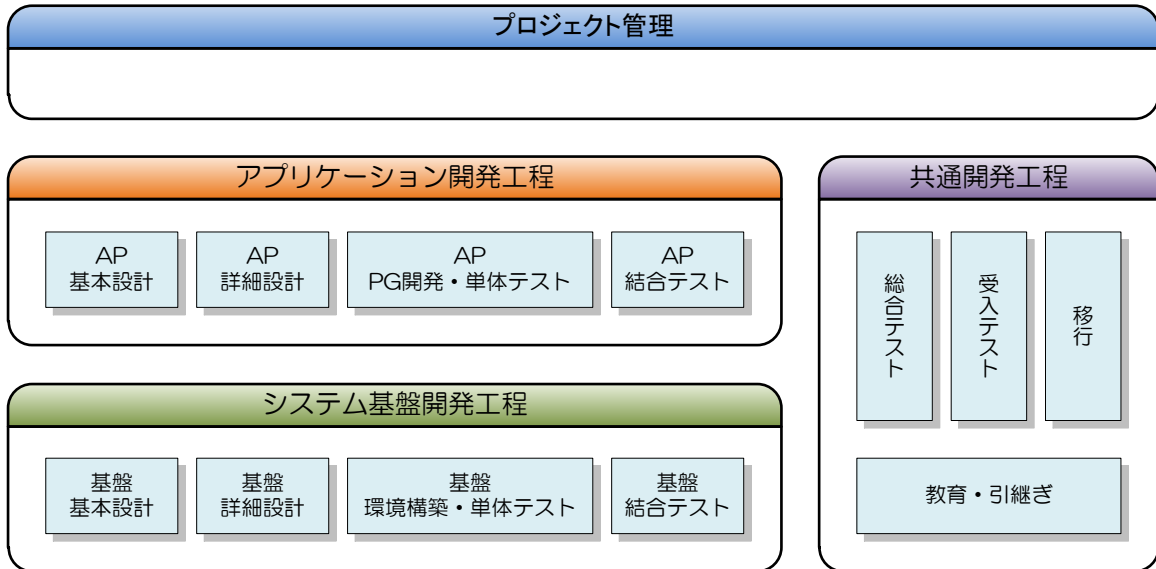 プロジェクト管理
アプリケーション開発工程
AP
基本設計
AP
詳細設計
AP
PG開発・単体テスト
AP
結合テスト
システム基盤開発工程
基盤
基本設計
基盤
詳細設計
基盤
環境構築・単体テスト
基盤
結合テスト
共通開発工程
総合テスト
受入テスト
移行
教育・引継ぎ